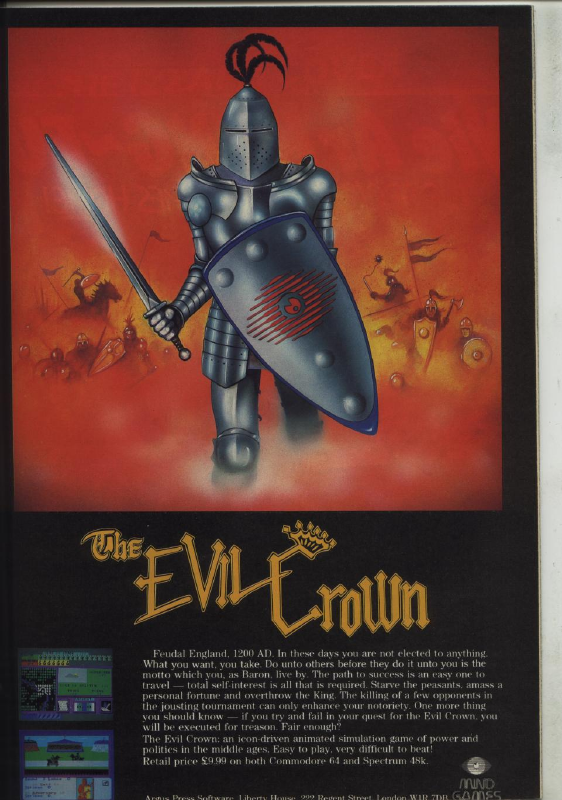 The Evil Crown
Feudal England, 1200 AD. In these days you are not elected to anything.
What you want, you take. Do unto others before they do it unto you is the
motto which you, as Baron, live by. The path to success is an easy one to
travel — total self-interest is all that is required. Starve the peasants, amass a
personal fortune and overthrow the King. The killing of a few opponents in
the jousting tournament can only enhance your notoriety. One more thing
you should know — if you try and fail in your quest for the Evil Crown, you
will be executed for treason. Fair enough?
The Evil Crown: an icon-driven animated simulation game of power and
politics in the middle ages. Easy to play, very difficult to beat!
Retail price £9.99 on both Commodore 64 and Spectrum 48k.
MIND
GAMES
Argus Press Software, Liberty House, 222 Regent Street, London W1R 7DB